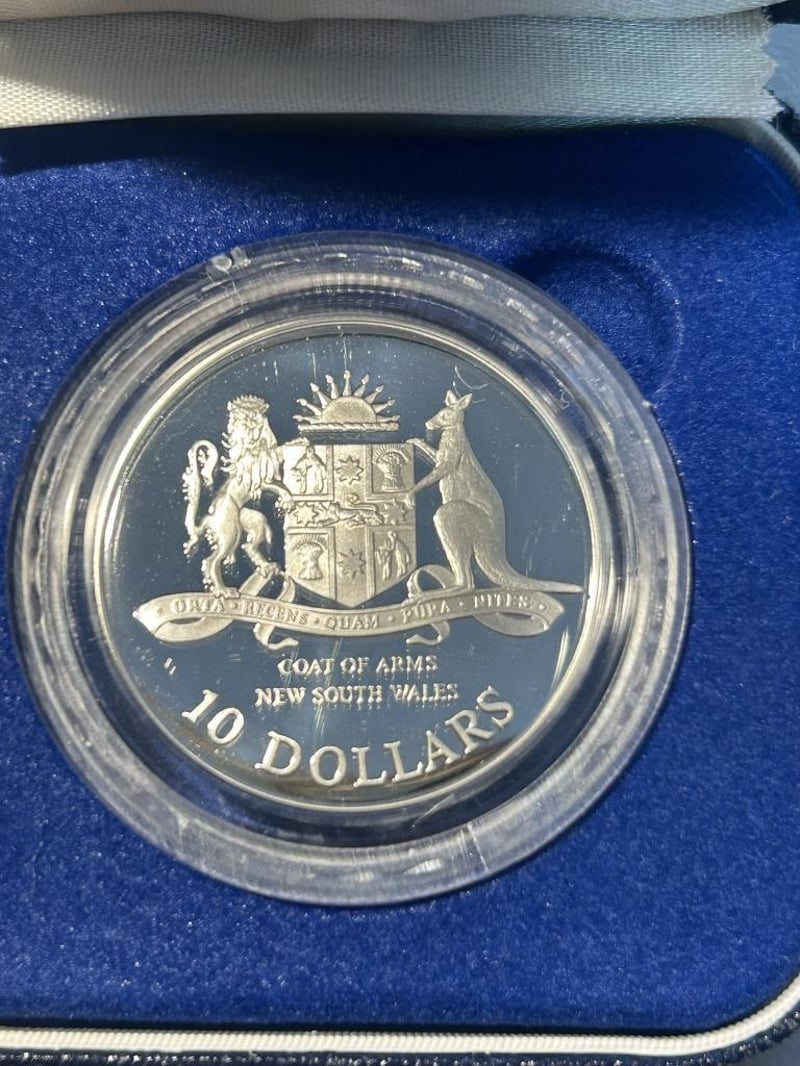 · ORTA · RECENS · QUAM · PURA · NITES ·
COAT OF ARMS
NEW SOUTH WALES
10 DOLLARS